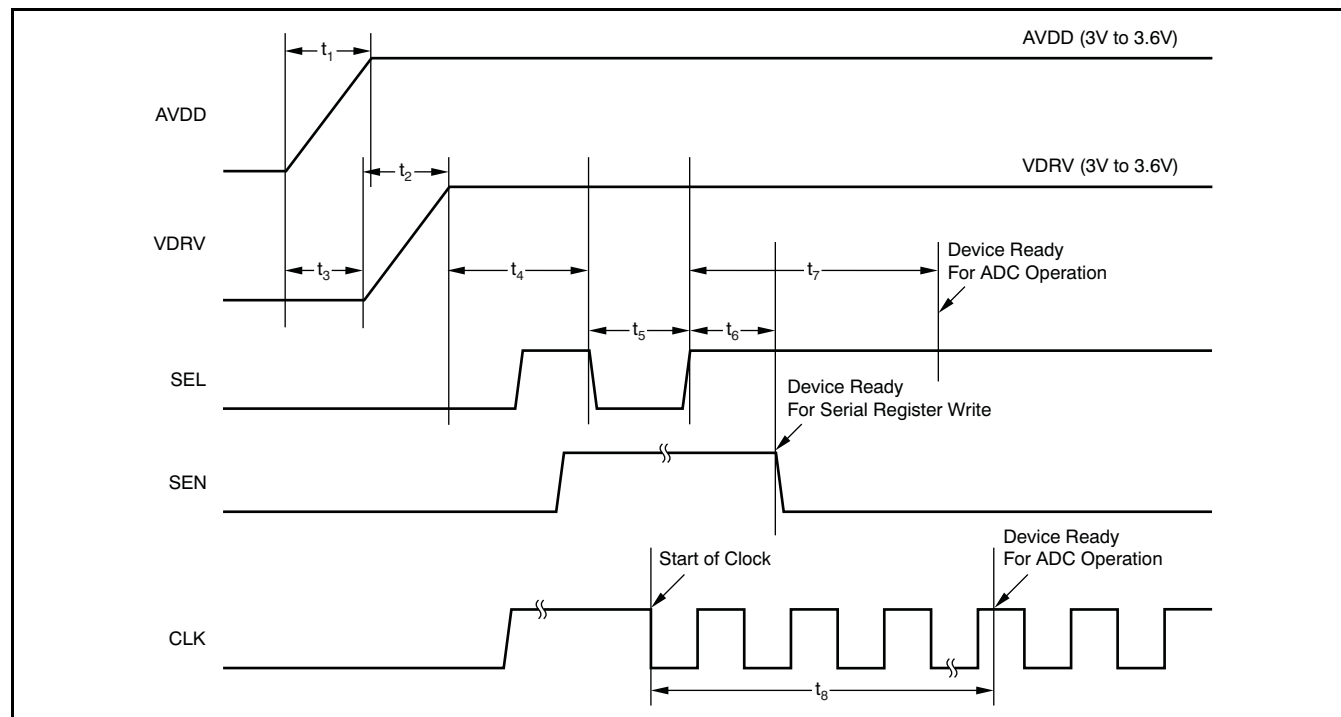 t1
AVDD (3V to 3.6V)
AVDD
t2
VDRV (3V to 3.6V)
VDRV
t3
t4
t7
Device Ready
For ADC Operation
t5
t6
SEL
Device Ready
For Serial Register Write
SEN
Start of Clock
Device Ready
For ADC Operation
CLK
t8